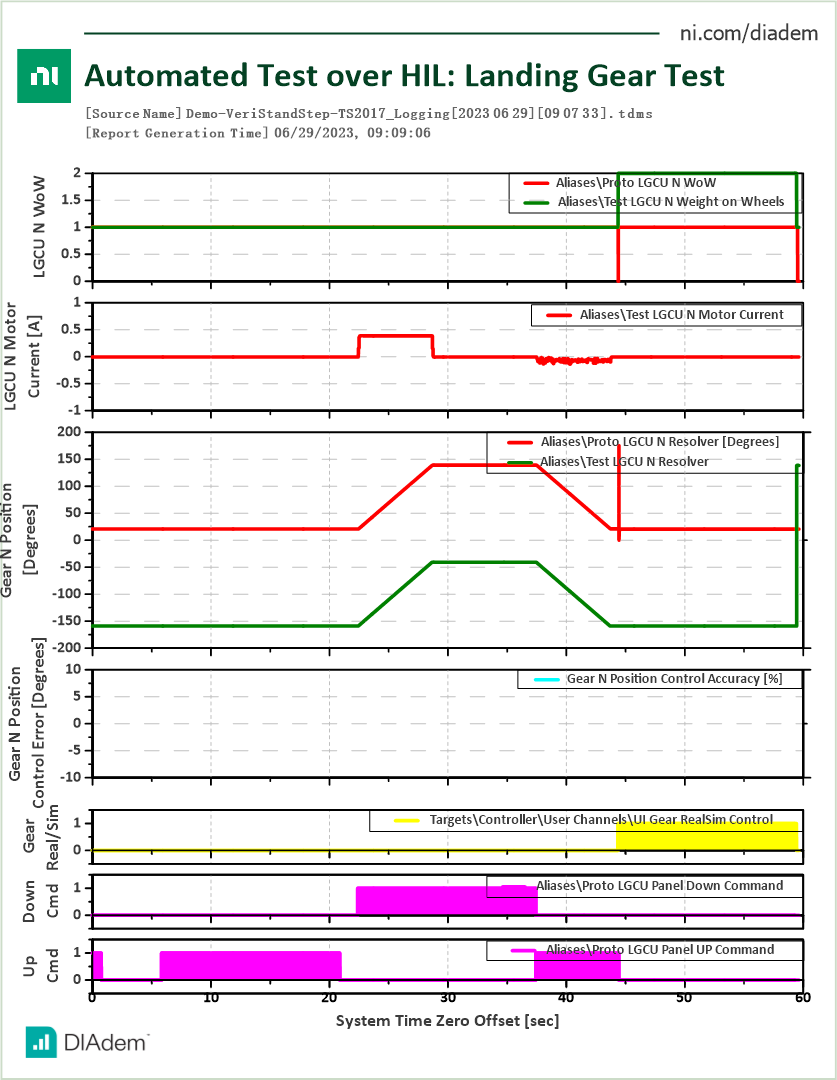 ni.com/diadem
ni
Automated Test over HIL: Landing Gear Test
[Source Name] Demo-VeriStandStep-TS2017_Logging[2023 06 29][09 07 33].tdms
[Report Generation Time] 06/29/2023, 09:09:06
LGCU N WoW
2
1.5
1
0.5
0
Aliases\Proto LGCU N WoW
Aliases\Test LGCU N Weight on Wheels
LGCU N Motor
Current [A]
1
0.5
0
-0.5
-1
Aliases\Test LGCU N Motor Current
Gear N Position
[Degrees]
200
150
100
50
0
-50
-100
-150
-200
Aliases\Proto LGCU N Resolver [Degrees]
Aliases\Test LGCU N Resolver
Gear N Position
Control Error [Degrees]
10
5
0
-5
-10
Gear N Position Control Accuracy [%]
Gear
Real/Sim
1
0
Targets\Controller\User Channels\UI Gear RealSim Control
Down
Cmd
1
0
Aliases\Proto LGCU Panel Down Command
Up
Cmd
1
0
Aliases\Proto LGCU Panel UP Command
0 10 20 30 40 50 60
System Time Zero Offset [sec]
DIAdem™